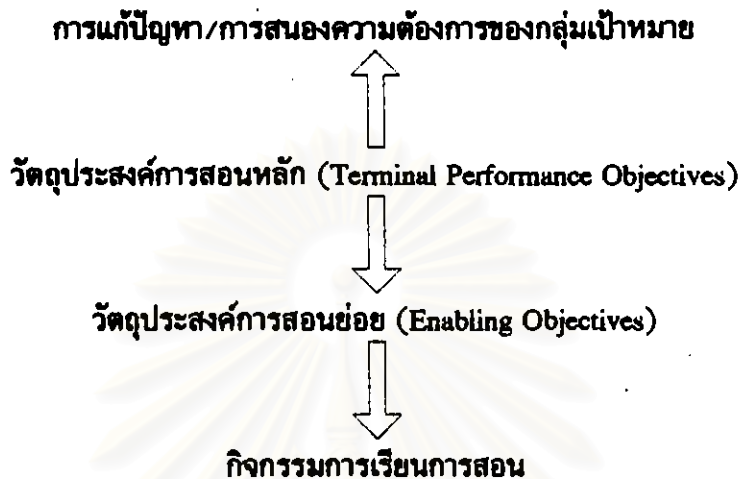 การแก้ปัญหา/การสนองความต้องการของกลุ่มเป้าหมาย
วัตถุประสงค์การสอนหลัก (Terminal Performance Objectives)
วัตถุประสงค์การสอนย่อย (Enabling Objectives)
กิจกรรมการเรียนการสอน